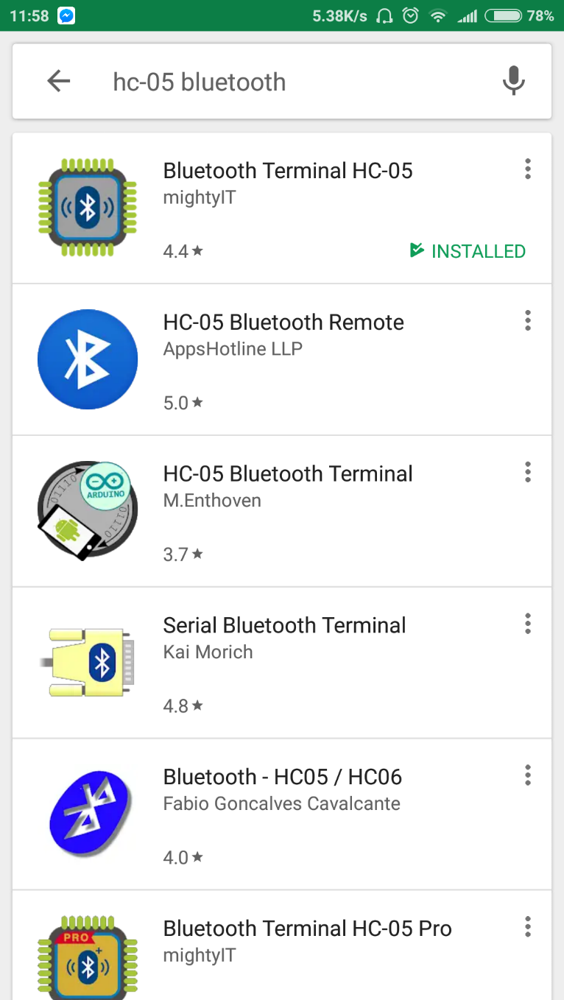 11:58 5.38K/s 78%
hc-05 bluetooth
Bluetooth Terminal HC-05
mightyIT
4.4★ INSTALLED
HC-05 Bluetooth Remote
AppsHotline LLP
5.0★
01110
ARDUINO
01110
HC-05 Bluetooth Terminal
M.Enthoven
3.7★
Serial Bluetooth Terminal
Kai Morich
4.8★
Bluetooth - HC05 / HC06
Fabio Goncalves Cavalcante
4.0★
PRO
Bluetooth Terminal HC-05 Pro
mightyIT